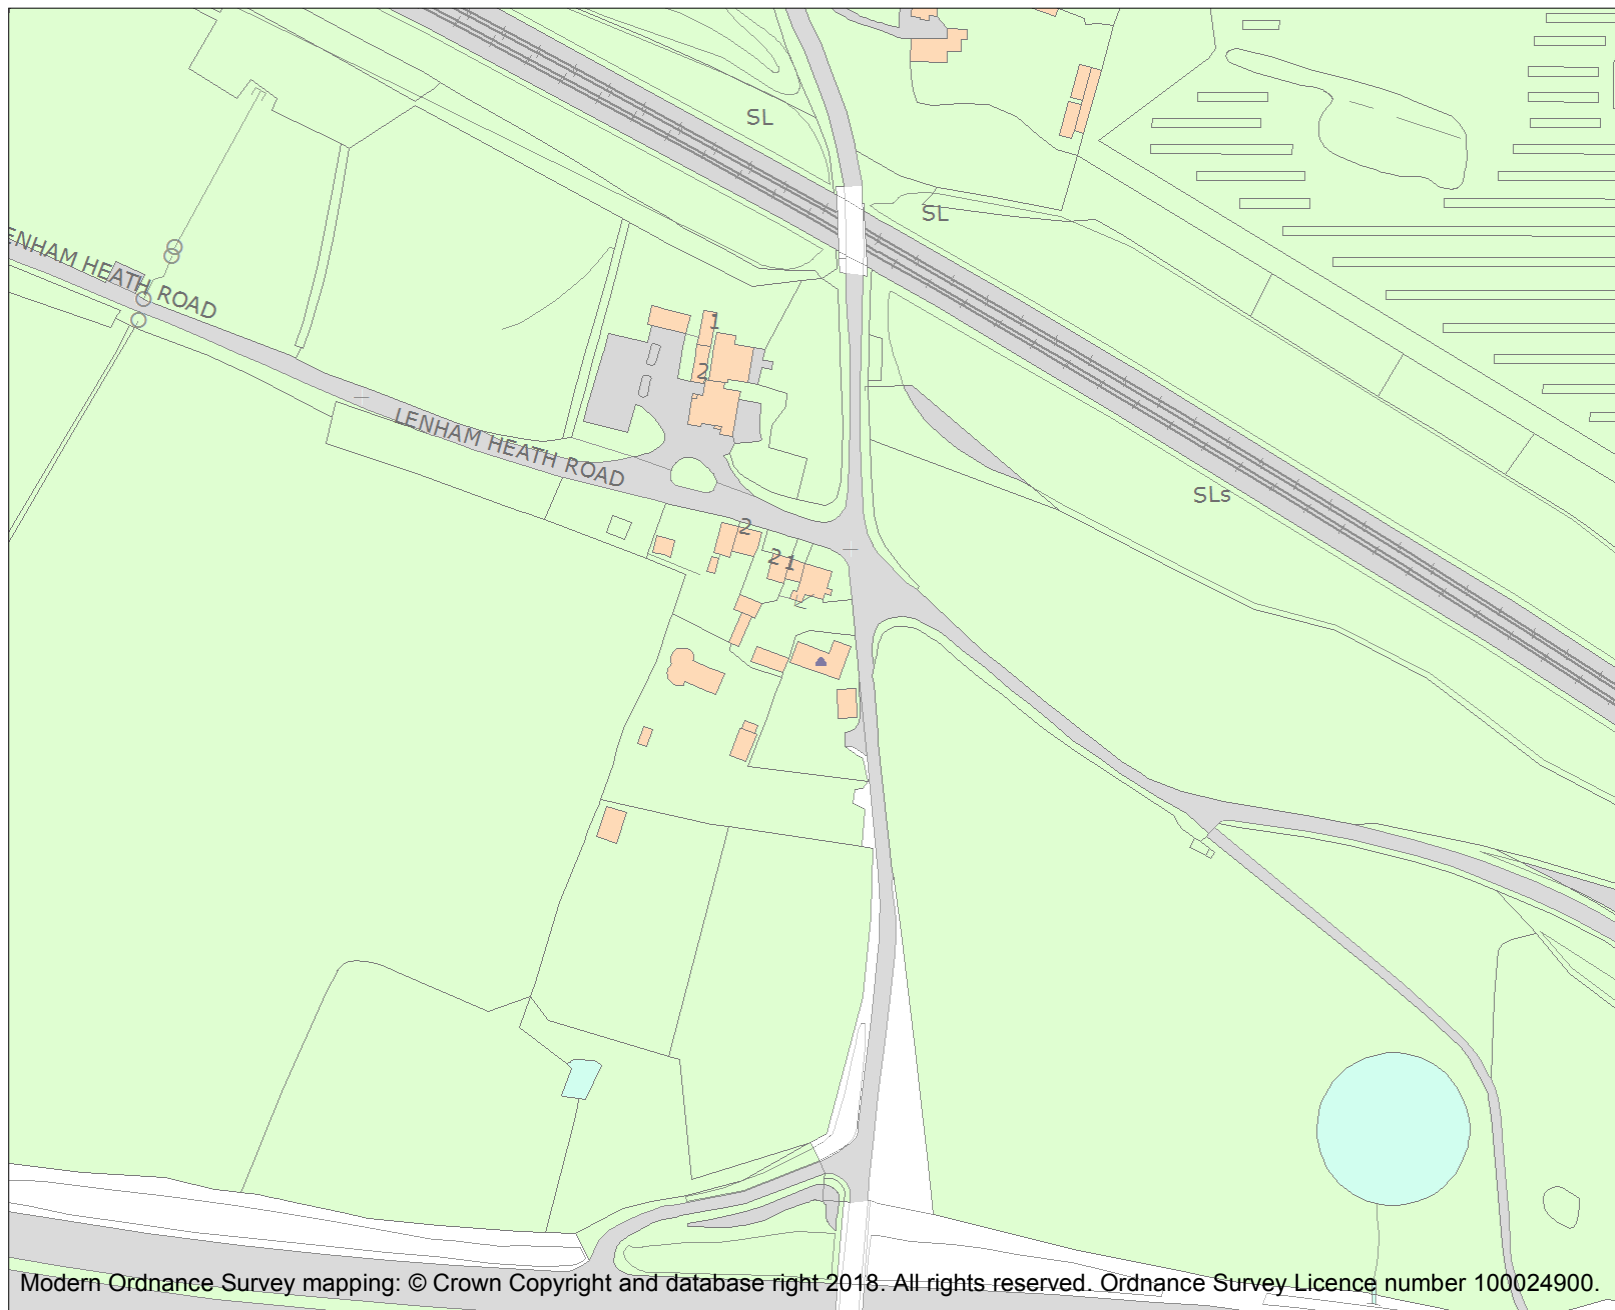 SL
SL
ENHAM HEATH ROAD
1
2
LENHAM HEATH ROAD
SLs
2
2 1
Modern Ordnance Survey mapping: © Crown Copyright and database right 2018. All rights reserved. Ordnance Survey Licence number 100024900.